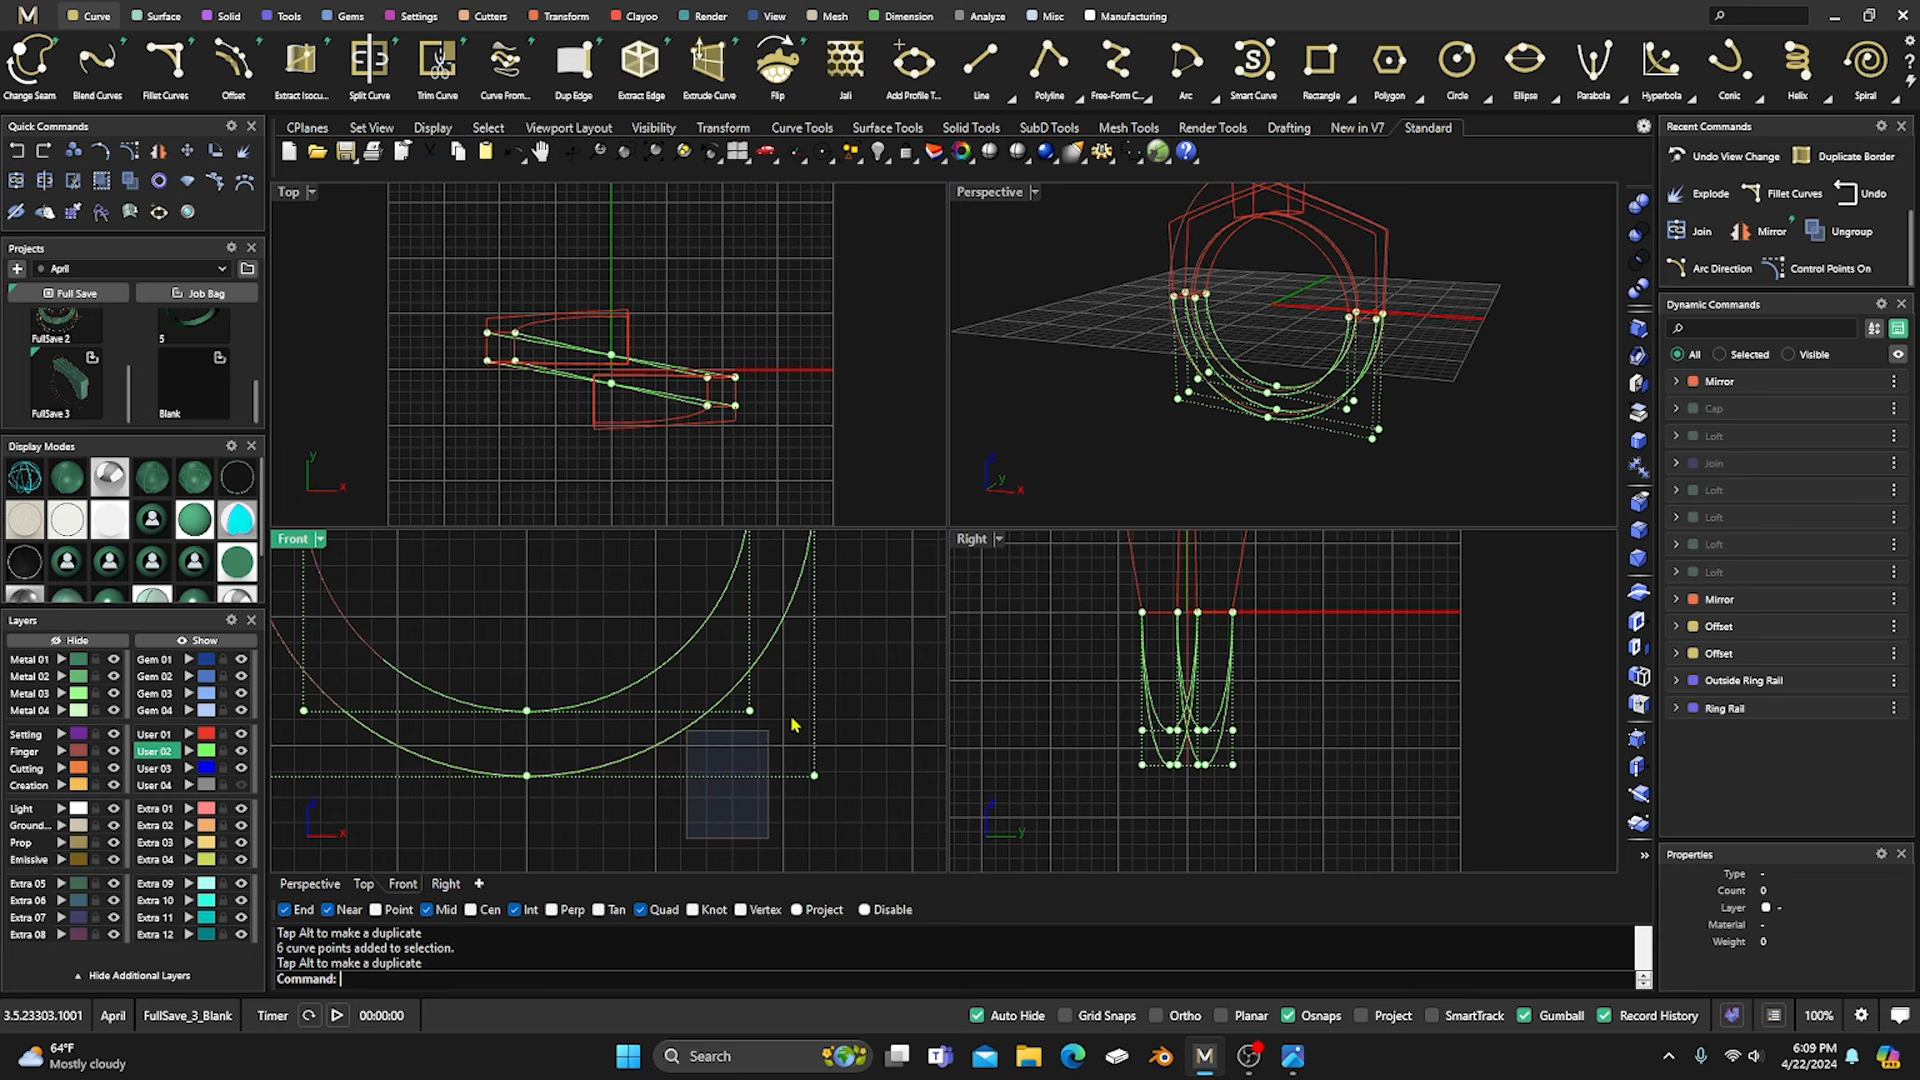 Curve Surface Solid Tools Gems Settings Cutters Transform Clayoo Render View Mesh Dimension Analyze Misc Manufacturing
Change Seam Blend Curves Fillet Curves Offset Extract Isocu... Split Curve Trim Curve Curve From... Dup Edge Extract Edge Extrude Curve Flip Jali Add Profile T... Line Polyline Free-Form C... Arc Smart Curve Rectangle Polygon Circle Ellipse Parabola Hyperbola Conic Helix Spiral
Quick Commands
CPlanes Set View Display Select Viewport Layout Visibility Transform Curve Tools Surface Tools Solid Tools SubD Tools Mesh Tools Render Tools Drafting New in V7 Standard
Projects
April
Full Save Job Bag
FullSave 2 5
FullSave 3 Blank
Display Modes
Layers
Hide Show
Metal 01 Gem 01
Metal 02 Gem 02
Metal 03 Gem 03
Metal 04 Gem 04
Setting User 01
Finger User 02
Cutting User 03
Creation User 04
Light Extra 01
Ground... Extra 02
Prop Extra 03
Emissive Extra 04
Extra 05 Extra 09
Extra 06 Extra 10
Extra 07 Extra 11
Extra 08 Extra 12
Hide Additional Layers
Top
y
x
Perspective
z
y
x
Front
z
x
Right
z
y
Perspective Top Front Right
End Near Point Mid Cen Int Perp Tan Quad Knot Vertex Project Disable
Tap Alt to make a duplicate
6 curve points added to selection.
Tap Alt to make a duplicate
Command:
Recent Commands
Undo View Change Duplicate Border
Explode Fillet Curves Undo
Join Mirror Ungroup
Arc Direction Control Points On
Dynamic Commands
All Selected Visible
Mirror
Cap
Loft
Join
Loft
Loft
Loft
Loft
Mirror
Offset
Offset
Outside Ring Rail
Ring Rail
Properties
Type -
Count 0
Layer -
Material -
Weight 0
3.5.23303.1001 April FullSave_3_Blank Timer 00:00:00 Auto Hide Grid Snaps Ortho Planar Osnaps Project SmartTrack Gumball Record History 100%
64°F
Mostly cloudy
Search
6:09 PM
4/22/2024